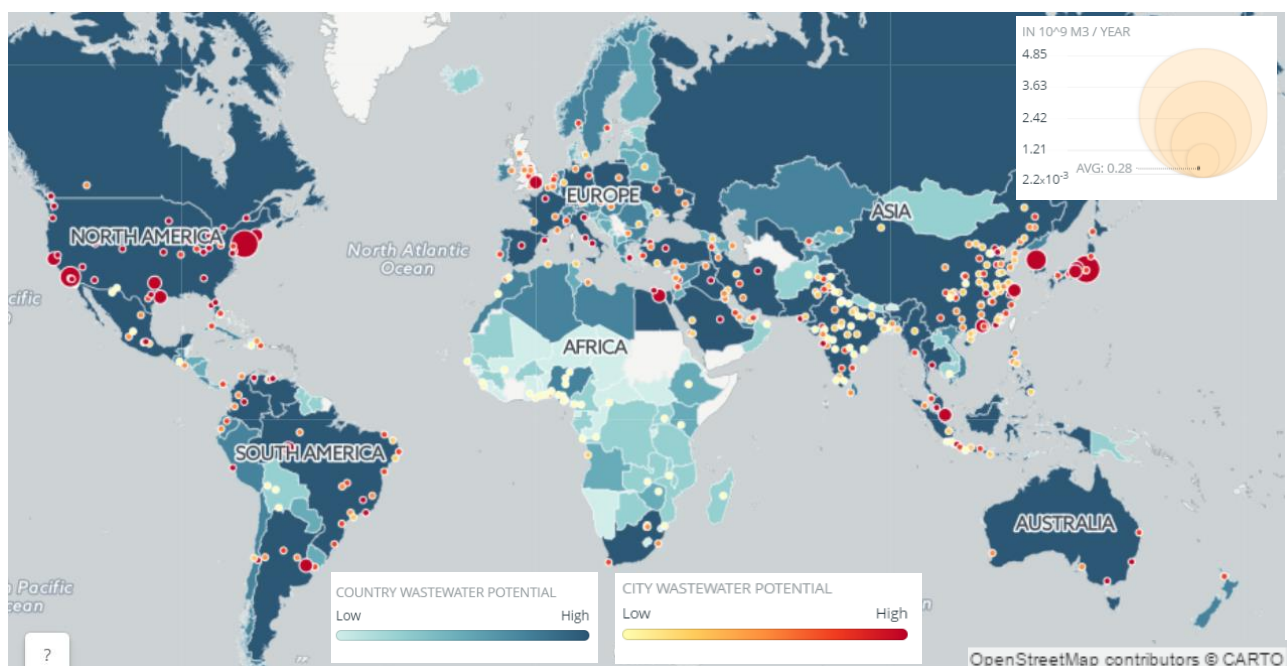 IN 10^9 M3 / YEAR
4.85
3.63
2.42
1.21
AVG: 0.28
2.2x10-3
EUROPE
ASIA
NORTH AMERICA
North Atlantic
Ocean
cific
AFRICA
SOUTH AMERICA
AUSTRALIA
COUNTRY WASTEWATER POTENTIAL
Low High
CITY WASTEWATER POTENTIAL
Low High
Pacific
cean
n
?
OpenStreetMap contributors © CARTO